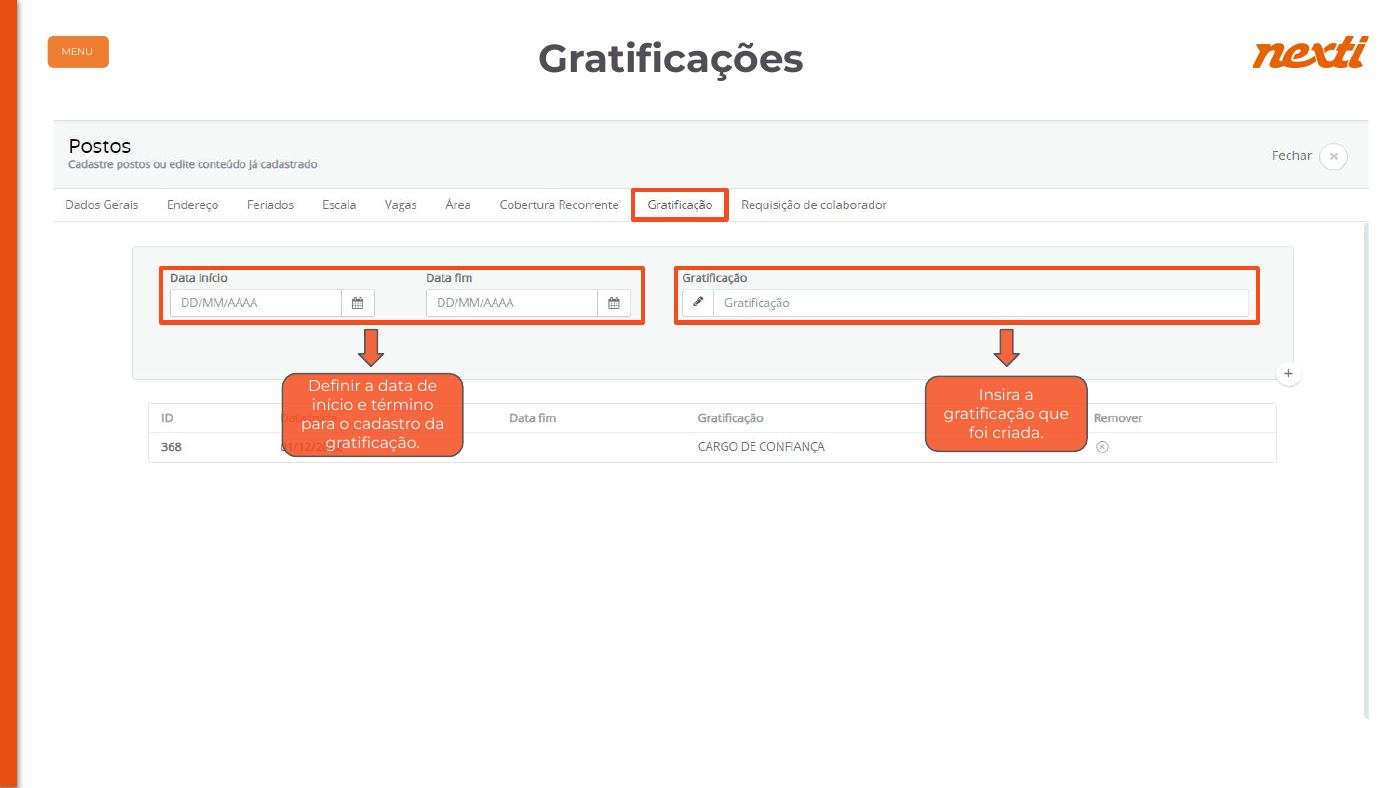 MENU
Gratificações
nexti
Postos
Cadastre postos ou edite conteúdo já cadastrado
Fechar
Dados Gerais Endereço Feriados Escala Vagas Área Cobertura Recorrente Gratificação Requisição de colaborador
Data início Data fim Gratificação
DD/MM/AAAA DD/MM/AAAA Gratificação
Definir a data de
início e término
para o cadastro da
gratificação.
Insira a
gratificação que
foi criada.
ID Data início Data fim Gratificação Remover
368 CARGO DE CONFIANÇA